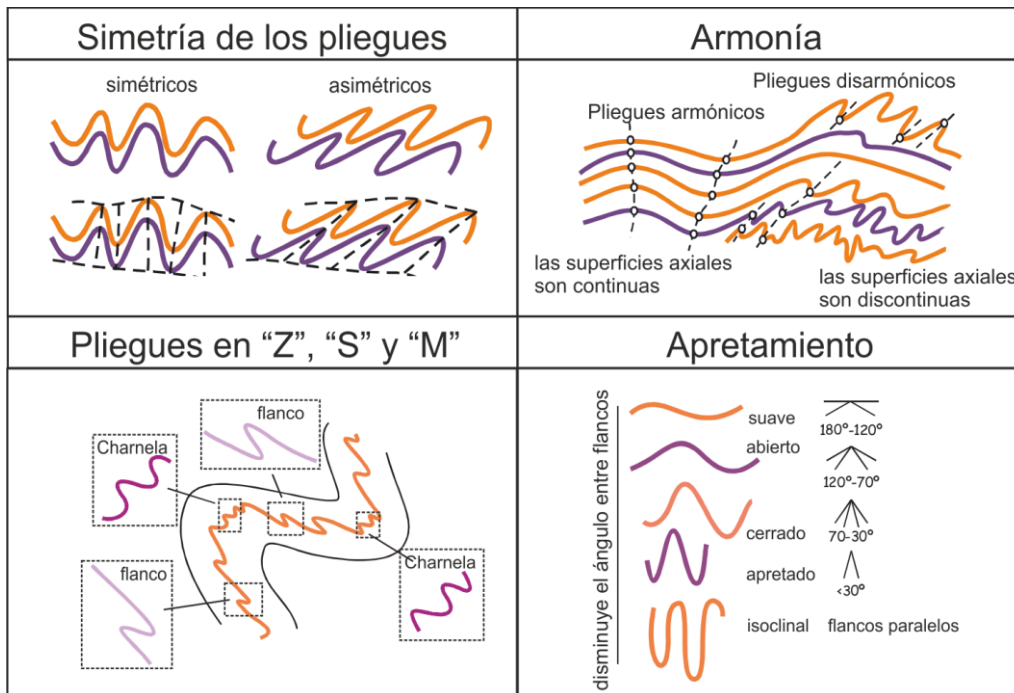 Simetría de los pliegues
simétricos
asimétricos
Armonía
Pliegues disarmónicos
Pliegues armónicos
las superficies axiales
son continuas
las superficies axiales
son discontinuas
Pliegues en “Z”, “S” y “M”
flanco
Charnela
flanco
Charnela
Apretamiento
disminuye el ángulo entre flancos
suave
180º-120º
abierto
120º-70º
cerrado
70-30º
apretado
<30º
isoclinal
flancos paralelos